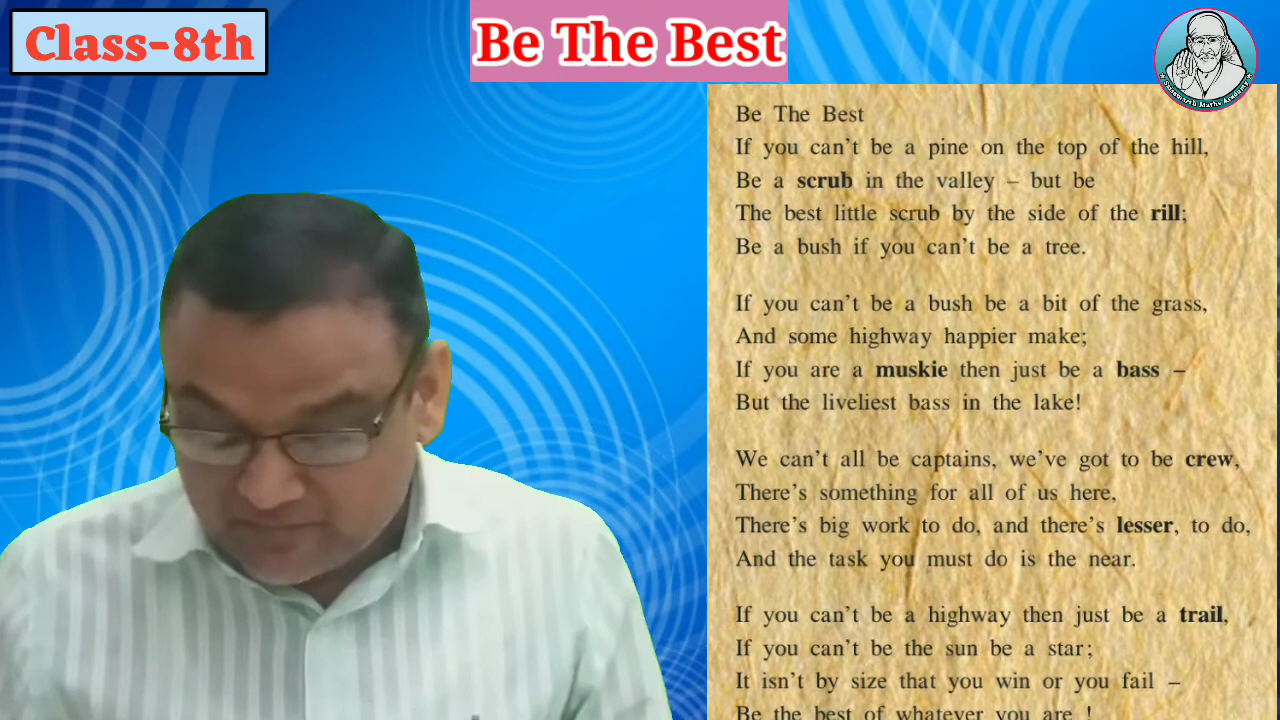 Class-8th
Be The Best
Be The Best
If you can't be a pine on the top of the hill,
Be a scrub in the valley – but be
The best little scrub by the side of the rill;
Be a bush if you can't be a tree.
If you can't be a bush be a bit of the grass,
And some highway happier make;
If you are a muskie then just be a bass –
But the liveliest bass in the lake!
We can't all be captains, we've got to be crew,
There's something for all of us here,
There's big work to do, and there's lesser, to do,
And the task you must do is the near.
If you can't be a highway then just be a trail,
If you can't be the sun be a star;
It isn't by size that you win or you fail –
Be the best of whatever you are !
Maths Academy